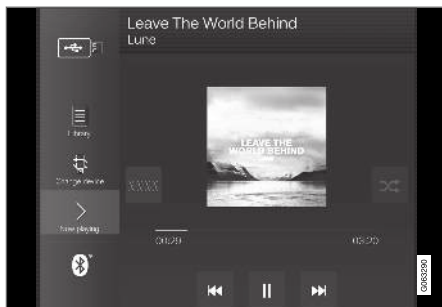 Leave The World Behind
Lune
Library
Change device
Now playing
LEAVE THE
WORLD BEHIND
XXXX
00:29
03:20
G063290